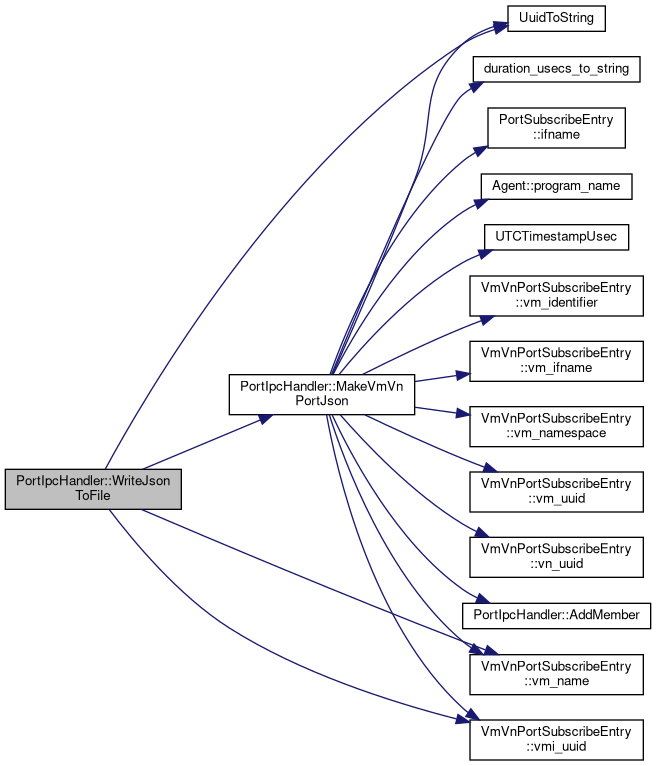 UuidToString
duration_usecs_to_string
PortSubscribeEntry
::ifname
Agent::program_name
UTCTimestampUsec
VmVnPortSubscribeEntry
::vm_identifier
VmVnPortSubscribeEntry
::vm_ifname
PortIpcHandler::MakeVmVn
PortJson
VmVnPortSubscribeEntry
::vm_namespace
PortIpcHandler::WriteJson
ToFile
VmVnPortSubscribeEntry
::vm_uuid
VmVnPortSubscribeEntry
::vn_uuid
PortIpcHandler::AddMember
VmVnPortSubscribeEntry
::vm_name
VmVnPortSubscribeEntry
::vmi_uuid